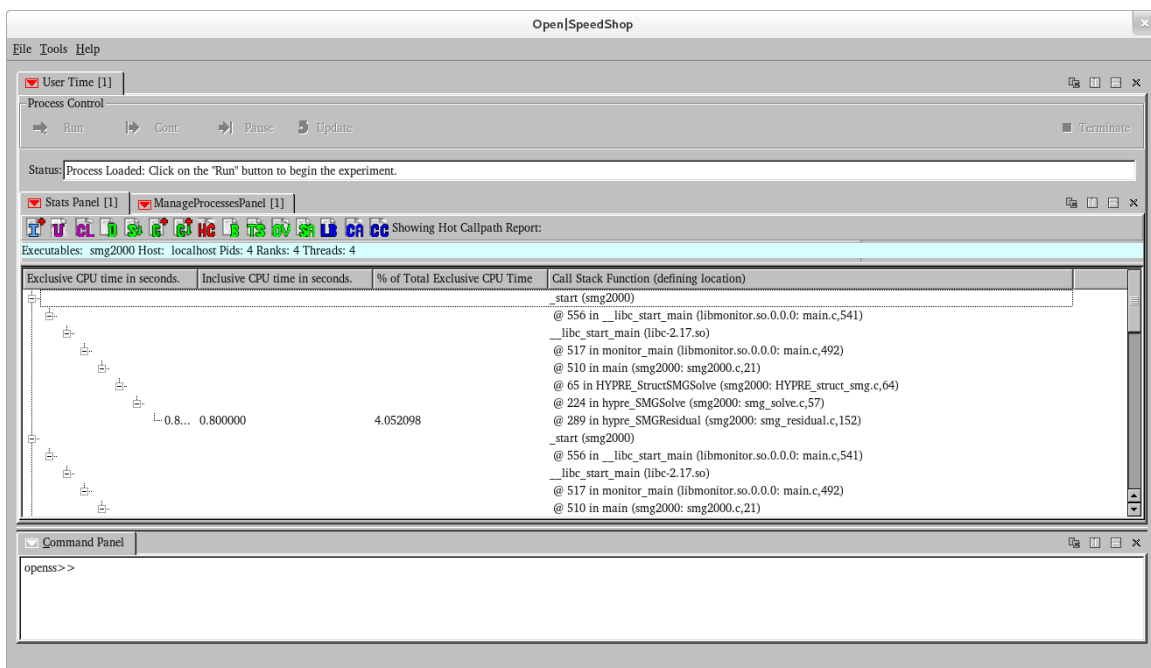 Open|SpeedShop
File Tools Help
User Time [1]
Process Control
Run Cont Pause Update Terminate
Status: Process Loaded: Click on the "Run" button to begin the experiment.
Stats Panel [1] ManageProcessesPanel [1]
I U CL D C+ HC B TS OV SA LB CA CC Showing Hot Callpath Report:
Executables: smg2000 Host: localhost Pids: 4 Ranks: 4 Threads: 4
Exclusive CPU time in seconds. Inclusive CPU time in seconds. % of Total Exclusive CPU Time Call Stack Function (defining location)
_start (smg2000)
@ 556 in __libc_start_main (libmonitor.so.0.0.0: main.c,541)
__libc_start_main (libc-2.17.so)
@ 517 in monitor_main (libmonitor.so.0.0.0: main.c,492)
@ 510 in main (smg2000: smg2000.c,21)
@ 65 in HYPRE_StructSMGSolve (smg2000: HYPRE_struct_smg.c,64)
@ 224 in hypre_SMGSolve (smg2000: smg_solve.c,57)
0.8... 0.800000 4.052098 @ 289 in hypre_SMGResidual (smg2000: smg_residual.c,152)
_start (smg2000)
@ 556 in __libc_start_main (libmonitor.so.0.0.0: main.c,541)
__libc_start_main (libc-2.17.so)
@ 517 in monitor_main (libmonitor.so.0.0.0: main.c,492)
@ 510 in main (smg2000: smg2000.c,21)
Command Panel
openss>>